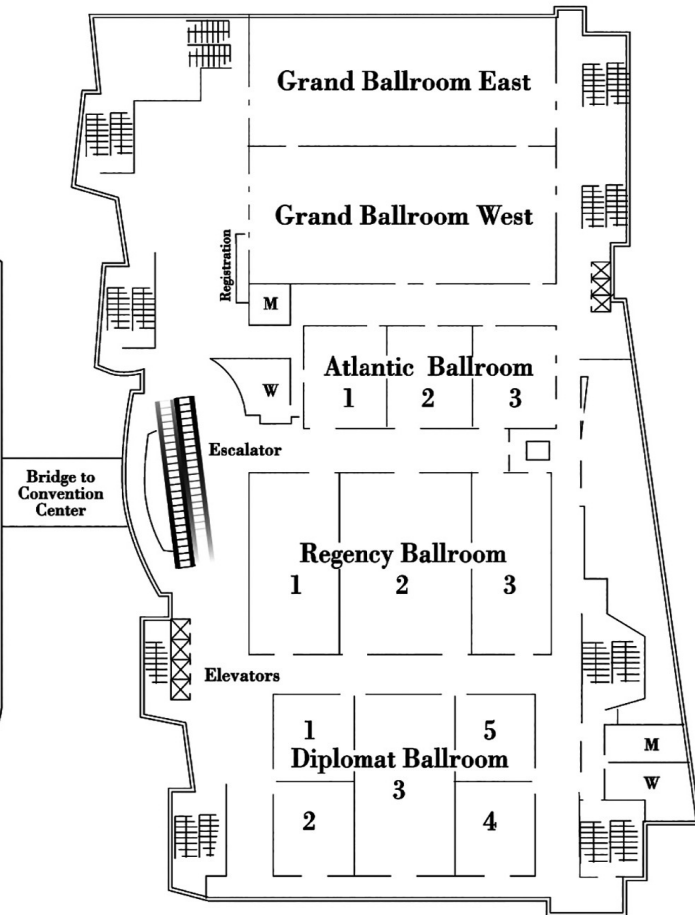 Grand Ballroom East
Grand Ballroom West
Registration
M
Atlantic Ballroom
1 2 3
W
Escalator
Bridge to
Convention
Center
Regency Ballroom
1 2 3
Elevators
1 5
Diplomat Ballroom
3
2 4
M
W